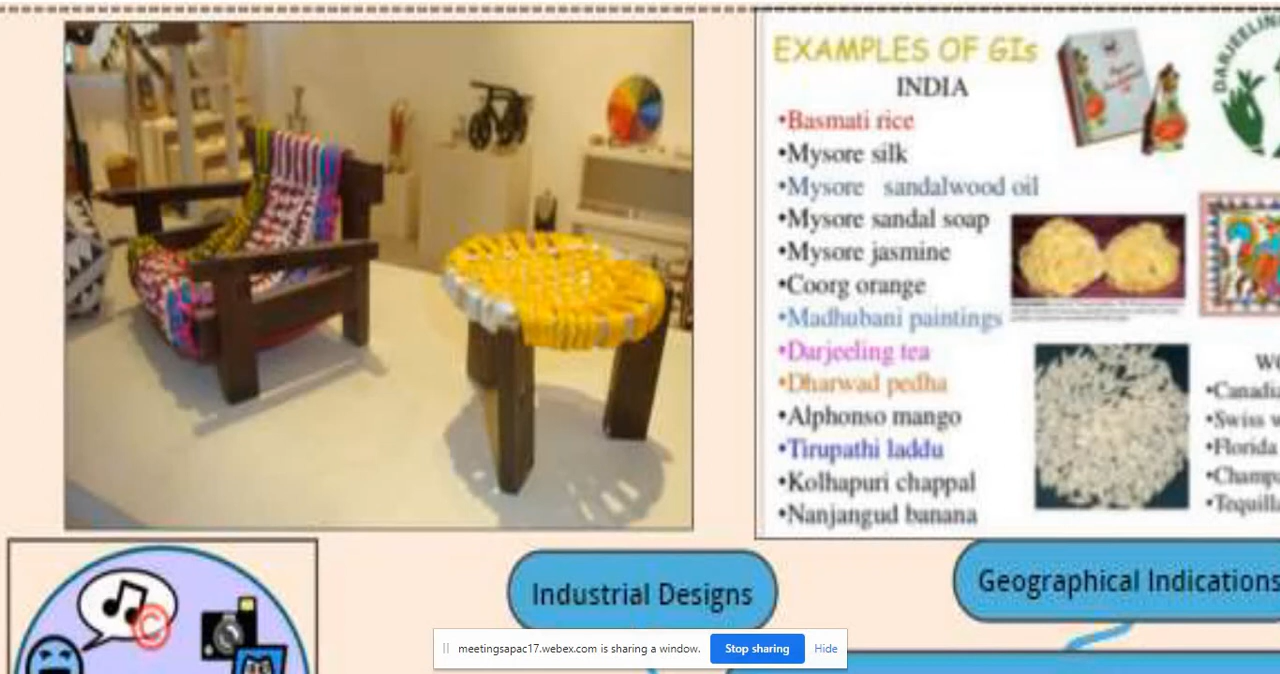 EXAMPLES OF GIs
INDIA
•Basmati rice
•Mysore silk
•Mysore sandalwood oil
•Mysore sandal soap
•Mysore jasmine
•Coorg orange
•Madhubani paintings
•Darjeeling tea
•Dharwad pedha
•Alphonso mango
•Tirupathi laddu
•Kolhapuri chappal
•Nanjangud banana
•Swiss
•Florida
Industrial Designs
Geographical Indications
©
meetingsapac17.webex.com is sharing a window.
Stop sharing
Hide